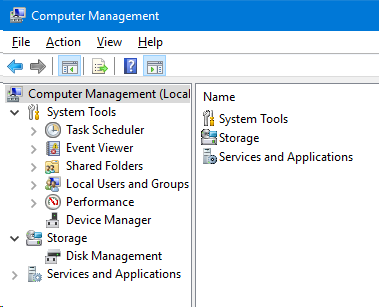 Computer Management
File Action View Help
Computer Management (Local
System Tools
Task Scheduler
Event Viewer
Shared Folders
Local Users and Groups
Performance
Device Manager
Storage
Disk Management
Services and Applications
Name
System Tools
Storage
Services and Applications